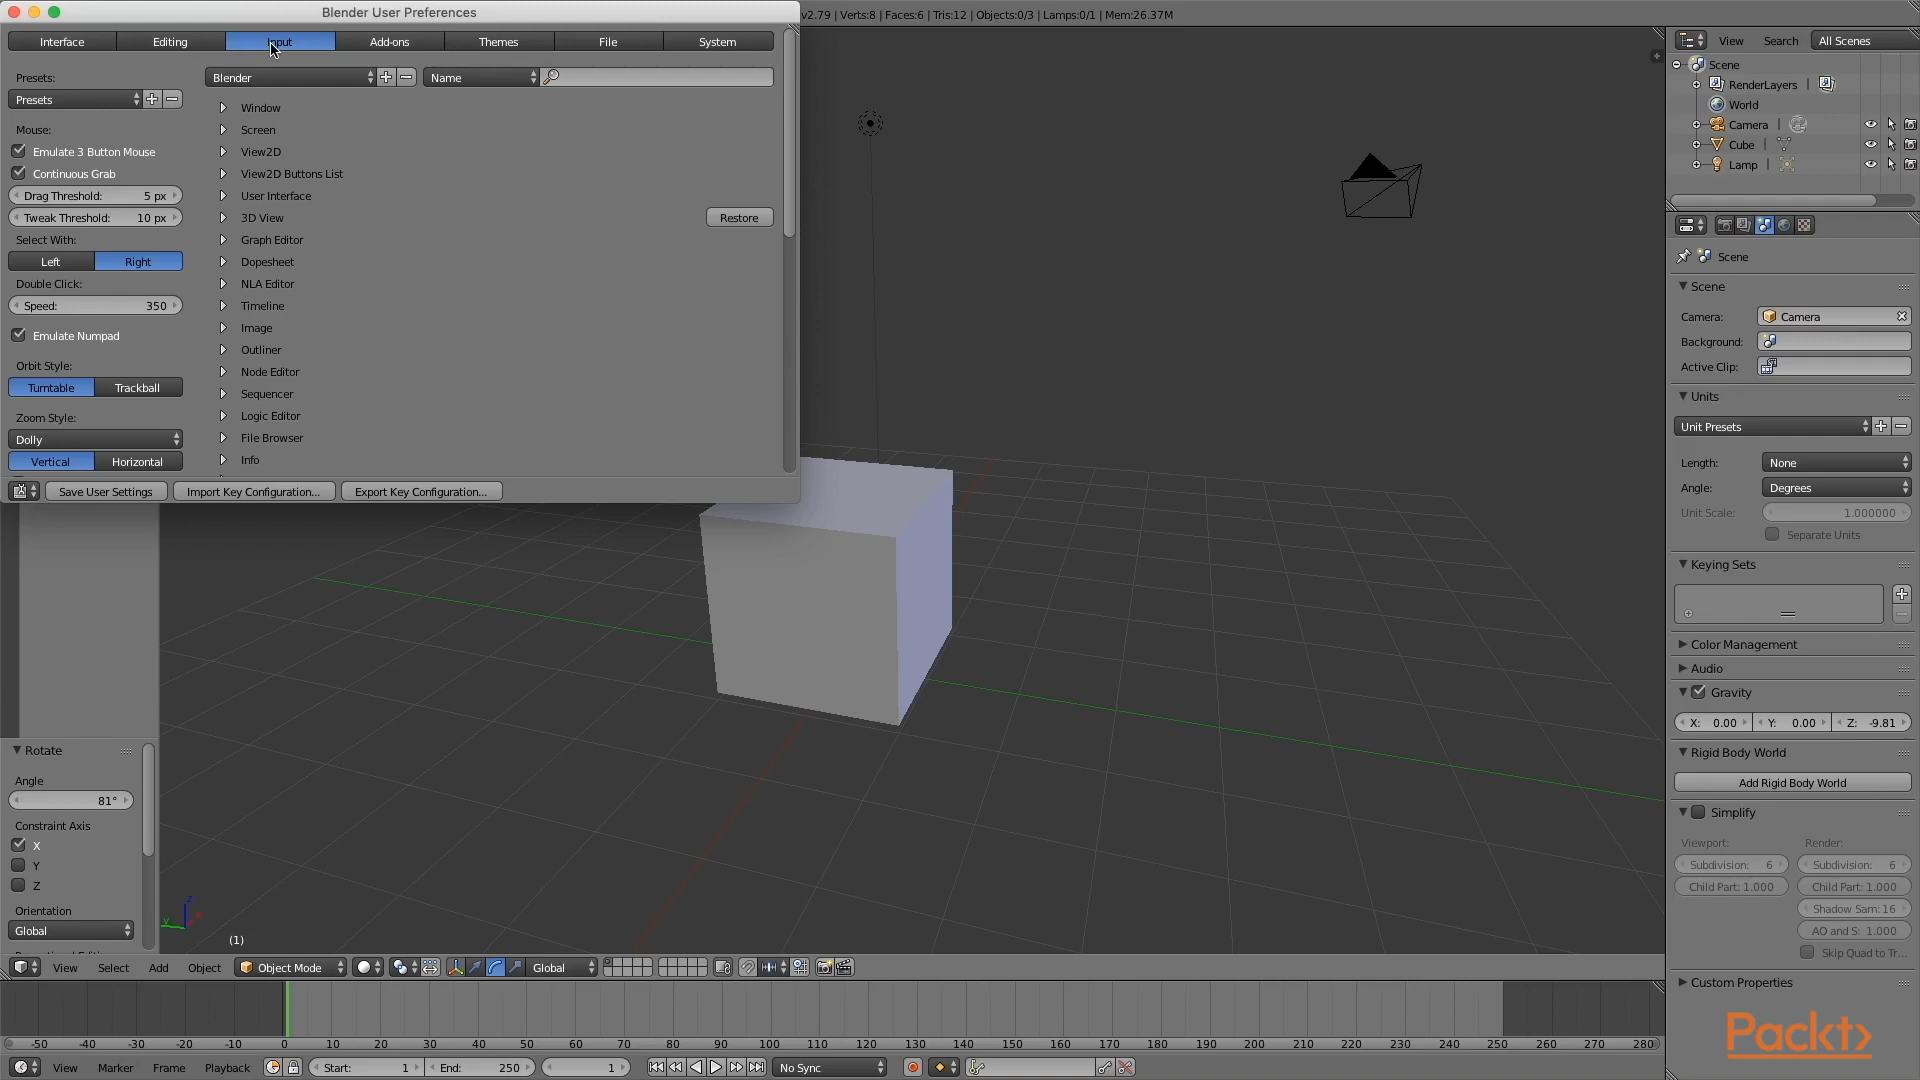 Blender User Preferences
v2.79 | Verts:8 | Faces:6 | Tris:12 | Objects:0/3 | Lamps:0/1 | Mem:26.37M
Interface Editing Input Add-ons Themes File System
Presets:
Presets
Blender
Name
Mouse:
Emulate 3 Button Mouse
Continuous Grab
Drag Threshold: 5 px
Tweak Threshold: 10 px
Select With:
Left Right
Double Click:
Speed: 350
Emulate Numpad
Orbit Style:
Turntable Trackball
Zoom Style:
Dolly
Vertical Horizontal
Window
Screen
View2D
View2D Buttons List
User Interface
3D View
Restore
Graph Editor
Dopesheet
NLA Editor
Timeline
Image
Outliner
Node Editor
Sequencer
Logic Editor
File Browser
Info
Save User Settings Import Key Configuration... Export Key Configuration...
View Search All Scenes
Scene
RenderLayers |
World
Camera |
Cube |
Lamp |
Scene
Scene
Camera: Camera
Background:
Active Clip:
Units
Unit Presets
Length: None
Angle: Degrees
Unit Scale: 1.000000
Separate Units
Keying Sets
Color Management
Audio
Gravity
X: 0.00 Y: 0.00 Z: -9.81
Rigid Body World
Add Rigid Body World
Simplify
Viewport: Render:
Subdivision: 6 Subdivision: 6
Child Part: 1.000 Child Part: 1.000
Shadow Sam: 16
AO and S: 1.000
Skip Quad to Tr...
Custom Properties
Packt>
Rotate
Angle
81°
Constraint Axis
X
Y
Z
Orientation
Global
z
y x
(1)
View Select Add Object Object Mode Global
-50 -40 -30 -20 -10 0 10 20 30 40 50 60 70 80 90 100 110 120 130 140 150 160 170 180 190 200 210 220 230 240 250 260 270 280
View Marker Frame Playback Start: 1 End: 250 1 No Sync